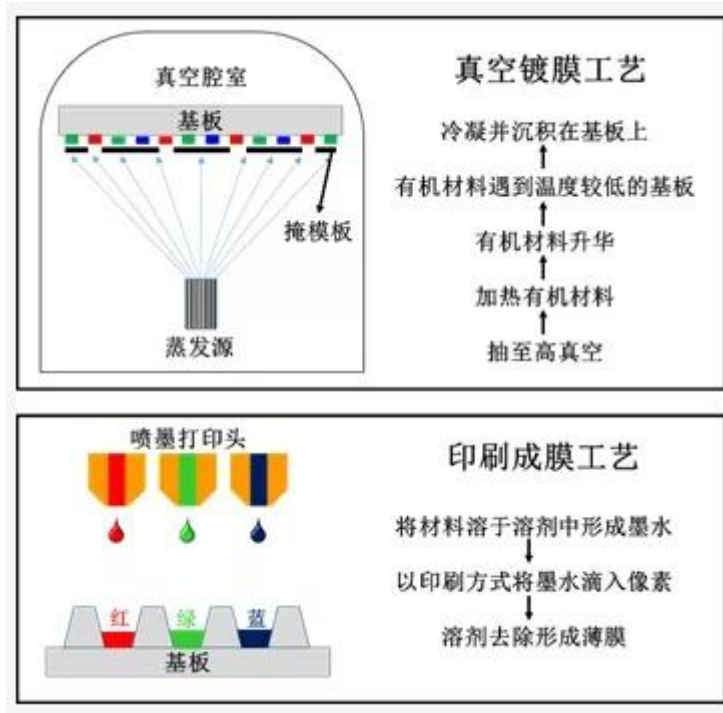 真空腔室
基板
掩模板
蒸发源
真空镀膜工艺
冷凝并沉积在基板上
有机材料遇到温度较低的基板
有机材料升华
加热有机材料
抽至高真空
喷墨打印头
红 绿 蓝
基板
印刷成膜工艺
将材料溶于溶剂中形成墨水
以印刷方式将墨水滴入像素
溶剂去除形成薄膜